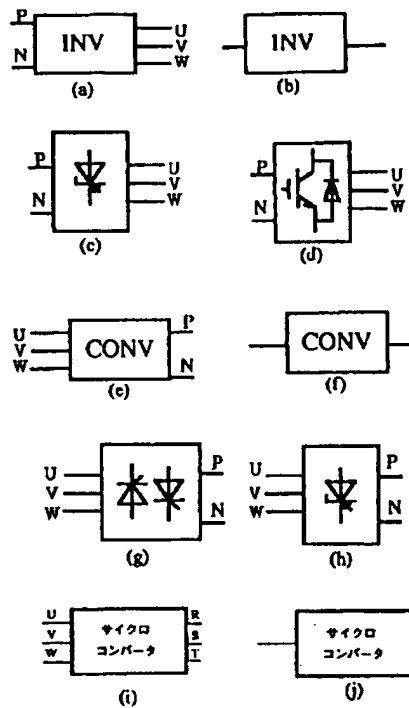 P INV U
V
N W
(a)
INV
(b)
P U
V
N W
(c)
P U
V
N W
(d)
U CONV P
V
W N
(e)
CONV
(f)
U P
V
W N
(g)
U P
V
W N
(h)
U サイクロ R
V コンバータ S
W T
(i)
サイクロ
コンバータ
(j)